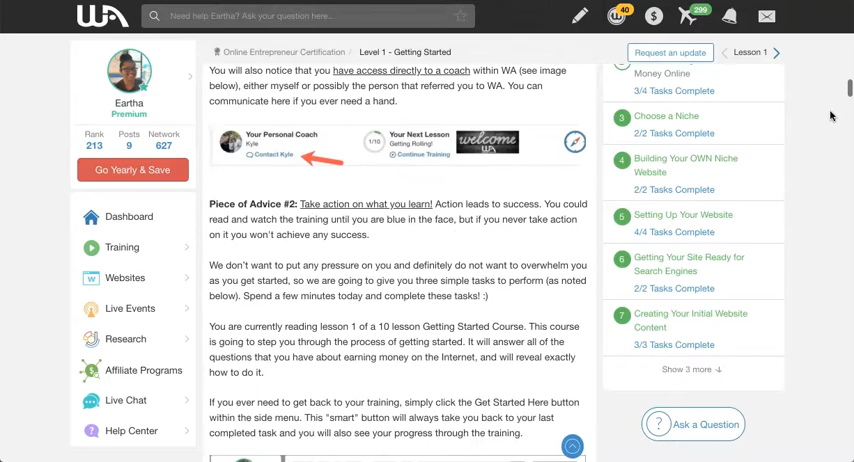 WA
Need help Eartha? Ask your question here...
40
299
Online Entrepreneur Certification / Level 1 - Getting Started
Request an update
Lesson 1
Eartha
Premium
Rank Posts Network
213 9 627
Go Yearly & Save
Dashboard
Training
Websites
Live Events
Research
Affiliate Programs
Live Chat
Help Center
You will also notice that you have access directly to a coach within WA (see image
below), either myself or possibly the person that referred you to WA. You can
communicate here if you ever need a hand.
Your Personal Coach
Kyle
Contact Kyle
1/10
Your Next Lesson
Getting Rolling!
Continue Training
welcome
WA
Piece of Advice #2: Take action on what you learn! Action leads to success. You could
read and watch the training until you are blue in the face, but if you never take action
on it you won't achieve any success.
We don't want to put any pressure on you and definitely do not want to overwhelm you
as you get started, so we are going to give you three simple tasks to perform (as noted
below). Spend a few minutes today and complete these tasks! :)
You are currently reading lesson 1 of a 10 lesson Getting Started Course. This course
is going to step you through the process of getting started. It will answer all of the
questions that you have about earning money on the Internet, and will reveal exactly
how to do it.
If you ever need to get back to your training, simply click the Get Started Here button
within the side menu. This "smart" button will always take you back to your last
completed task and you will also see your progress through the training.
Money Online
3/4 Tasks Complete
3 Choose a Niche
2/2 Tasks Complete
4 Building Your OWN Niche
Website
2/2 Tasks Complete
5 Setting Up Your Website
4/4 Tasks Complete
6 Getting Your Site Ready for
Search Engines
2/2 Tasks Complete
7 Creating Your Initial Website
Content
3/3 Tasks Complete
Show 3 more
? Ask a Question